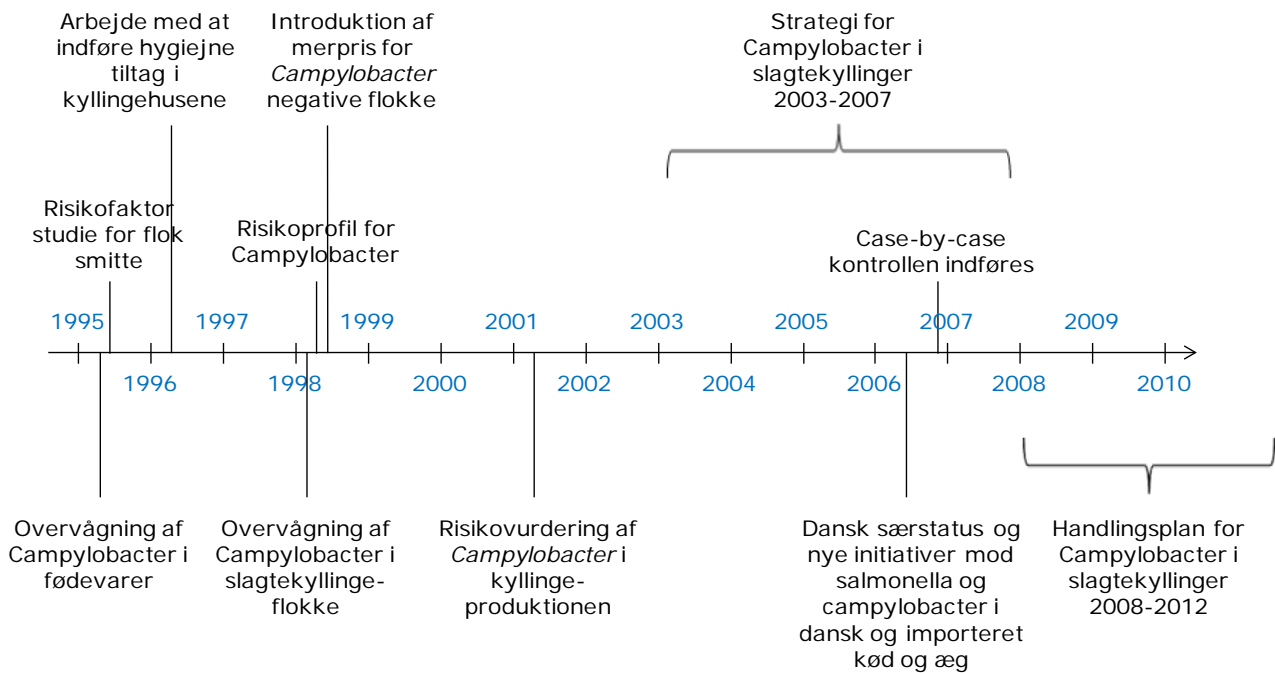 Arbejde med at
indføre hygiejne
tiltag i
kyllingehusene
Introduktion af
merpris for
Campylobacter
negative flokke
Strategi for
Campylobacter i
slagtekyllinger
2003-2007
Risikofaktor
studie for flok
smitte
Risikoprofil for
Campylobacter
Case-by-case
kontrollen indføres
1995 1997 1999 2001 2003 2005 2007 2009
1996 1998 2000 2002 2004 2006 2008 2010
Overvågning af
Campylobacter i
fødevarer
Overvågning af
Campylobacter i
slagtekyllinge-
flokke
Risikovurdering af
Campylobacter i
kyllinge-
produktionen
Dansk særstatus og
nye initiativer mod
salmonella og
campylobacter i
dansk og importeret
kød og æg
Handlingsplan for
Campylobacter i
slagtekyllinger
2008-2012